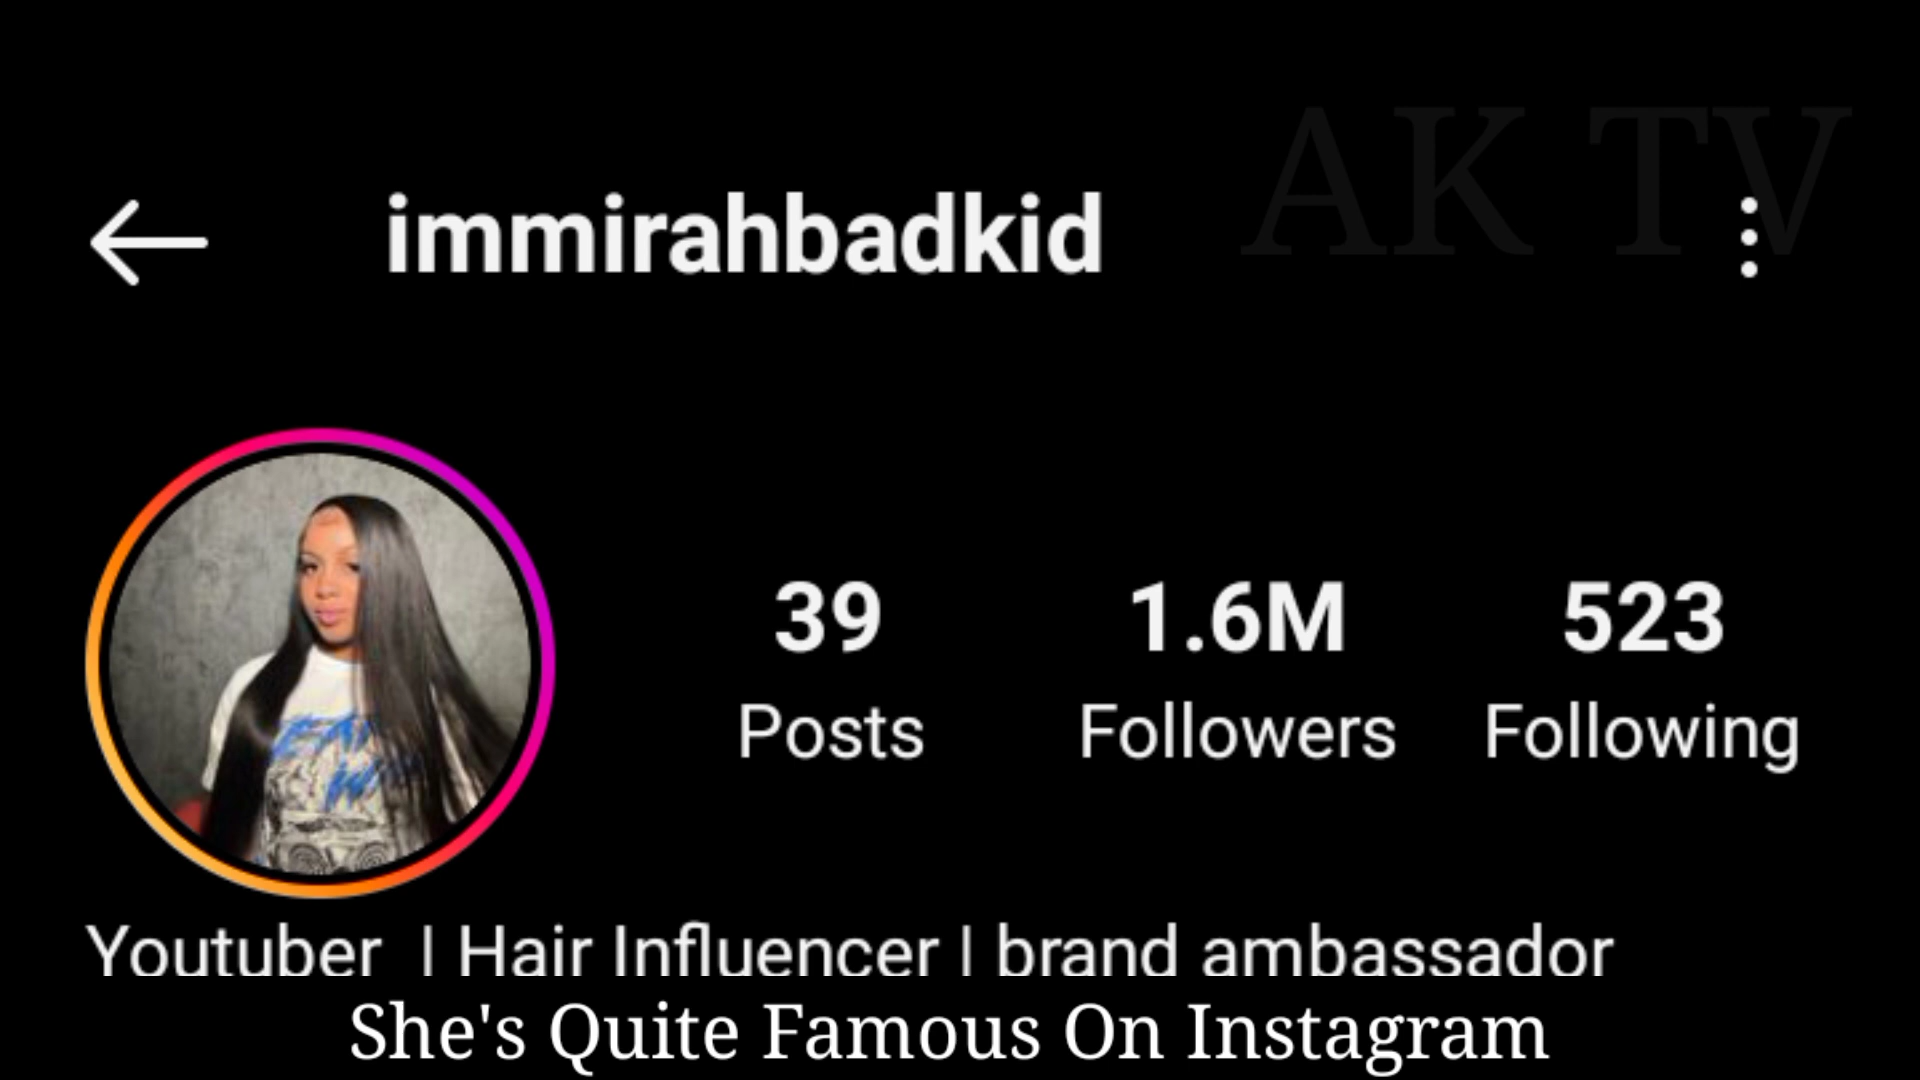 AK TV
immirahbadkid
39 1.6M 523
Posts Followers Following
Youtuber I Hair Influencer I brand ambassador
She's Quite Famous On Instagram